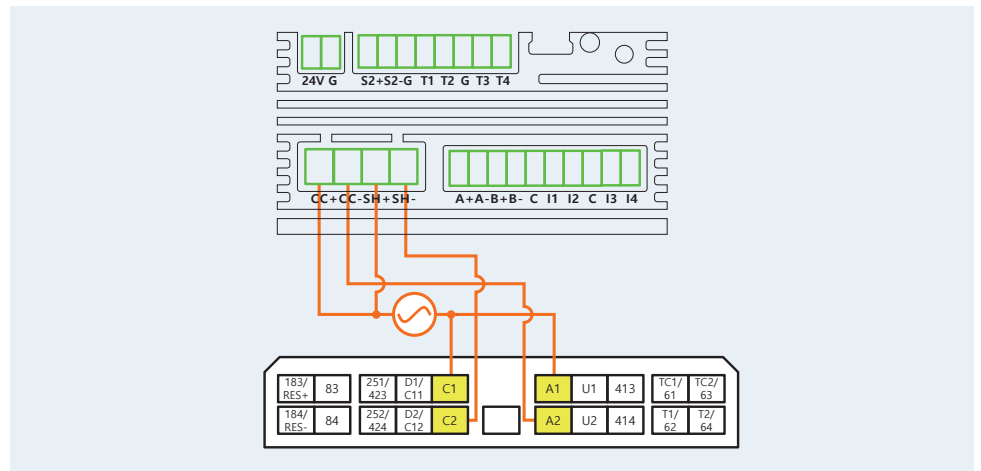 24V G S2+S2-G T1 T2 G T3 T4
CC+CC-SH+SH- A+A-B+B- C I1 I2 C I3 I4
183/ RES+ 83 251/ 423 D1/ C11 C1 A1 U1 413 TC1/ 61 TC2/ 63
184/ RES- 84 252/ 424 D2/ C12 C2 A2 U2 414 T1/ 62 T2/ 64